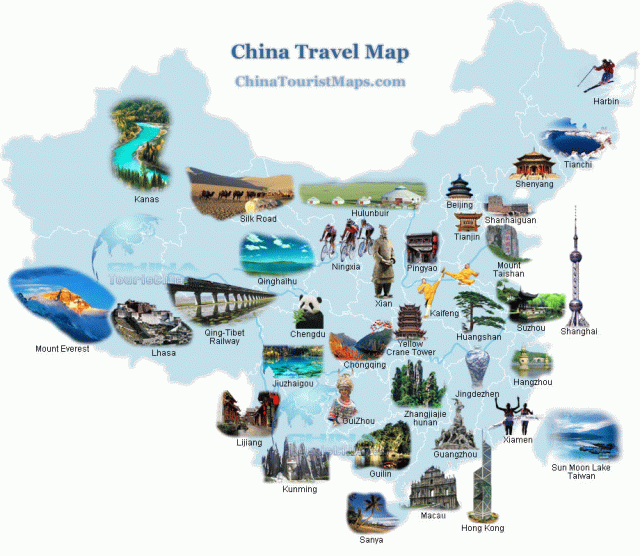 China Travel Map
ChinaTouristMaps.com
Harbin
Tianchi
Shenyang
Kanas
Silk Road
Hulunbuir
Beijing
Shanhaiguan
Tianjin
Qinghaihu
Ningxia
Xian
Pingyao
Mount
Taishan
Mount Everest
Lhasa
Qing-Tibet
Railway
Chengdu
Kaifeng
Yellow
Crane Tower
Huangshan
Suzhou
Shanghai
Chongqing
Jiuzhaigou
GuiZhou
Zhangjiajie
hunan
Jingdezhen
Hangzhou
Lijiang
Kunming
Guilin
Guangzhou
Xiamen
Sun Moon Lake
Taiwan
Sanya
Macau
Hong Kong